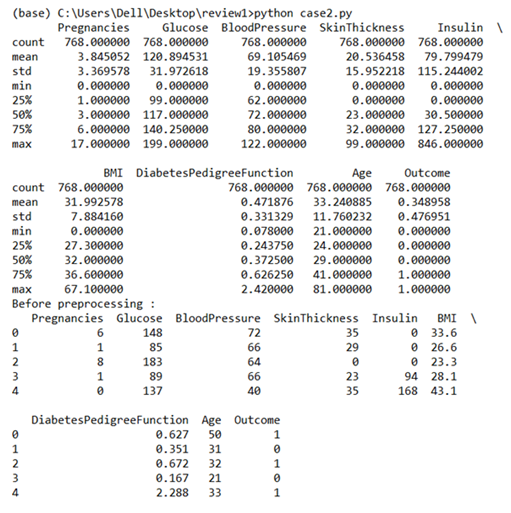 (base) C:\Users\Dell\Desktop\review1>python case2.py
Pregnancies Glucose BloodPressure SkinThickness Insulin \
count 768.000000 768.000000 768.000000 768.000000 768.000000
mean 3.845052 120.894531 69.105469 20.536458 79.799479
std 3.369578 31.972618 19.355807 15.952218 115.244002
min 0.000000 0.000000 0.000000 0.000000 0.000000
25% 1.000000 99.000000 62.000000 0.000000 0.000000
50% 3.000000 117.000000 72.000000 23.000000 30.500000
75% 6.000000 140.250000 80.000000 32.000000 127.250000
max 17.000000 199.000000 122.000000 99.000000 846.000000
BMI DiabetesPedigreeFunction Age Outcome
count 768.000000 768.000000 768.000000 768.000000
mean 31.992578 0.471876 33.240885 0.348958
std 7.884160 0.331329 11.760232 0.476951
min 0.000000 0.078000 21.000000 0.000000
25% 27.300000 0.243750 24.000000 0.000000
50% 32.000000 0.372500 29.000000 0.000000
75% 36.600000 0.626250 41.000000 1.000000
max 67.100000 2.420000 81.000000 1.000000
Before preprocessing :
Pregnancies Glucose BloodPressure SkinThickness Insulin BMI \
0 6 148 72 35 0 33.6
1 1 85 66 29 0 26.6
2 8 183 64 0 0 23.3
3 1 89 66 23 94 28.1
4 0 137 40 35 168 43.1
DiabetesPedigreeFunction Age Outcome
0 0.627 50 1
1 0.351 31 0
2 0.672 32 1
3 0.167 21 0
4 2.288 33 1